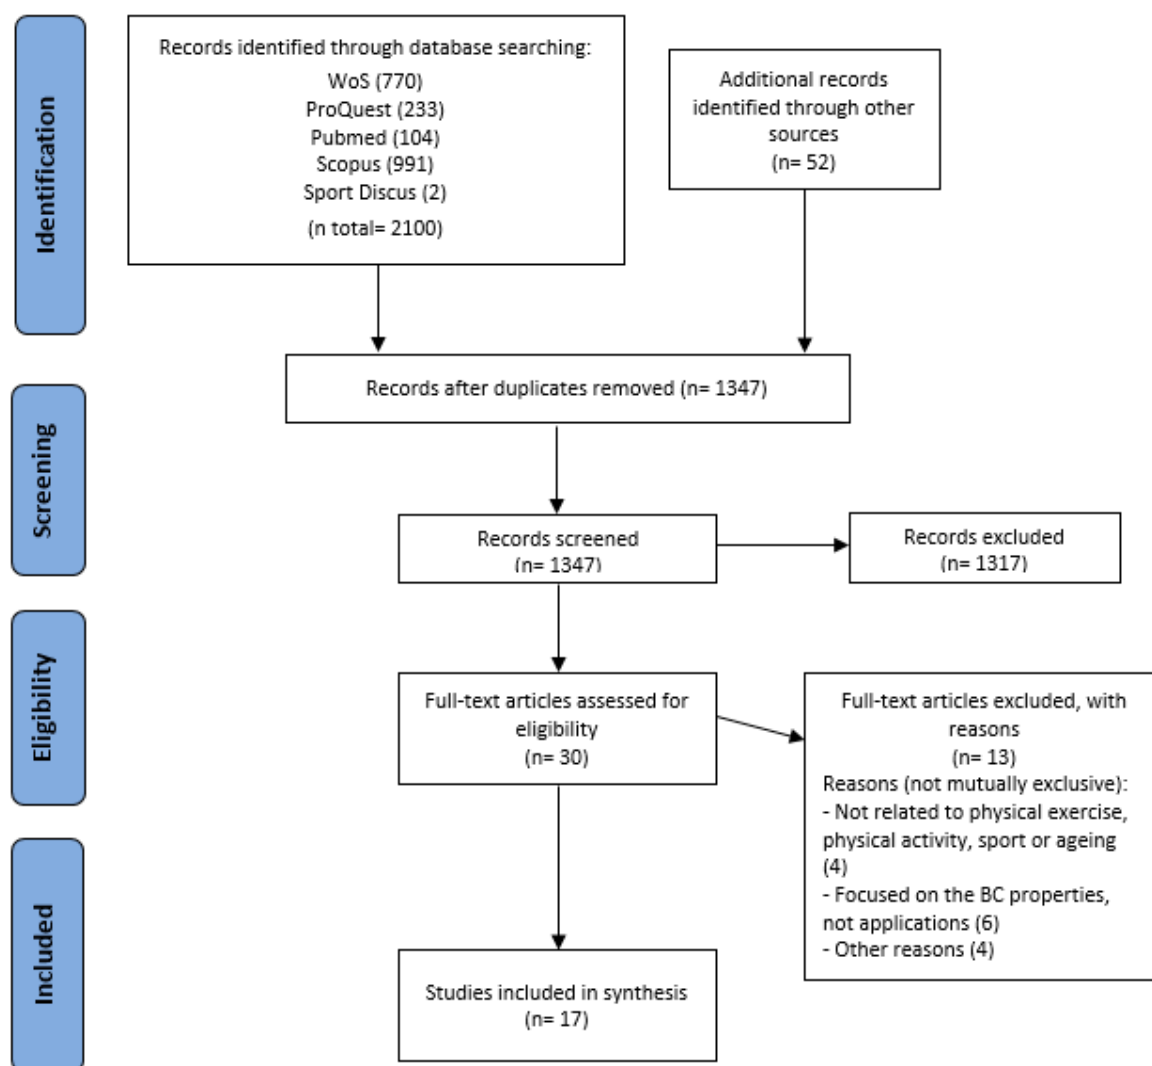 Identification
Records identified through database searching:
WoS (770)
ProQuest (233)
Pubmed (104)
Scopus (991)
Sport Discus (2)
(n total= 2100)
Additional records
identified through other
sources
(n= 52)
Records after duplicates removed (n= 1347)
Screening
Records screened
(n= 1347)
Records excluded
(n= 1317)
Eligibility
Full-text articles assessed for
eligibility
(n= 30)
Full-text articles excluded, with
reasons
(n= 13)
Reasons (not mutually exclusive):
- Not related to physical exercise,
physical activity, sport or ageing
(4)
- Focused on the BC properties,
not applications (6)
- Other reasons (4)
Included
Studies included in synthesis
(n= 17)